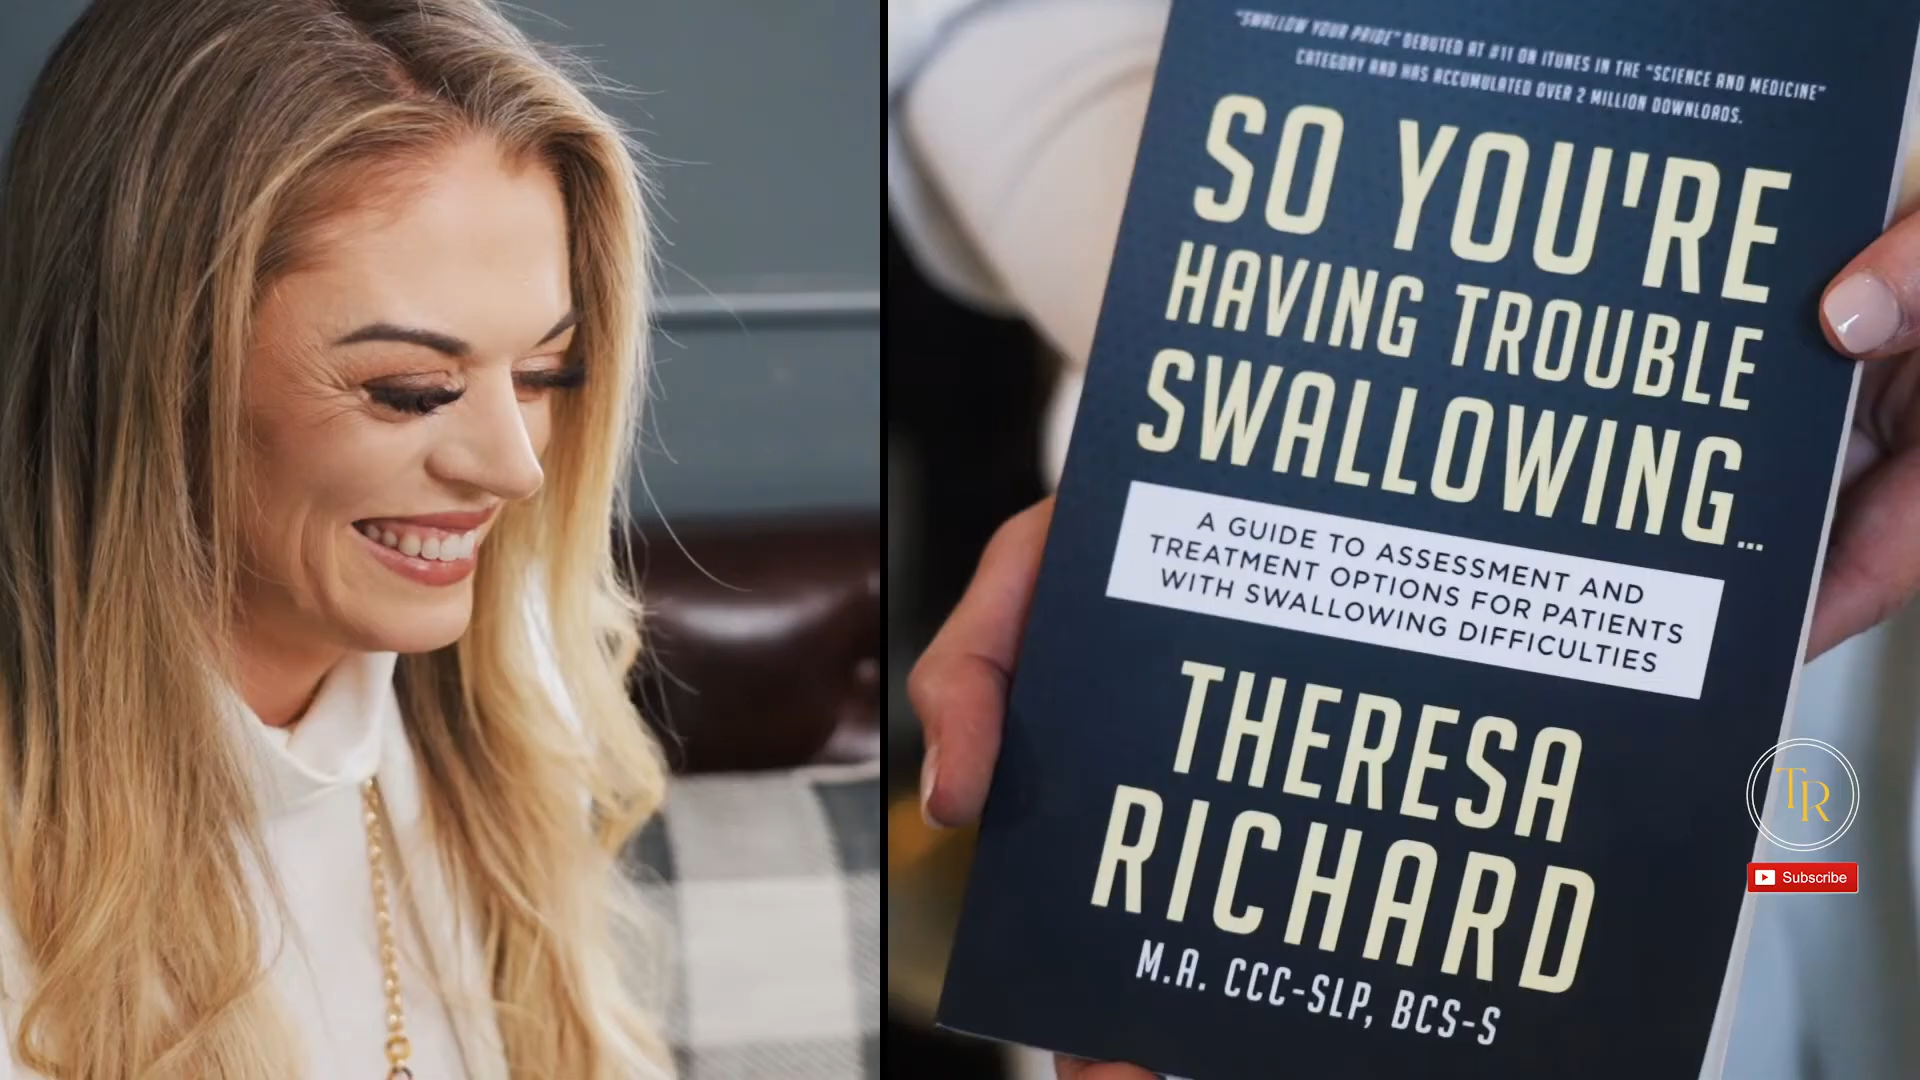 "SWALLOW YOUR PRIDE" DEBUTED AT #11 ON ITUNES IN THE "SCIENCE AND MEDICINE"
CATEGORY AND HAS ACCUMULATED OVER 2 MILLION DOWNLOADS.
SO YOU'RE
HAVING TROUBLE
SWALLOWING...
A GUIDE TO ASSESSMENT AND
TREATMENT OPTIONS FOR PATIENTS
WITH SWALLOWING DIFFICULTIES
THERESA
RICHARD
M.A. CCC-SLP, BCS-S
TR
Subscribe